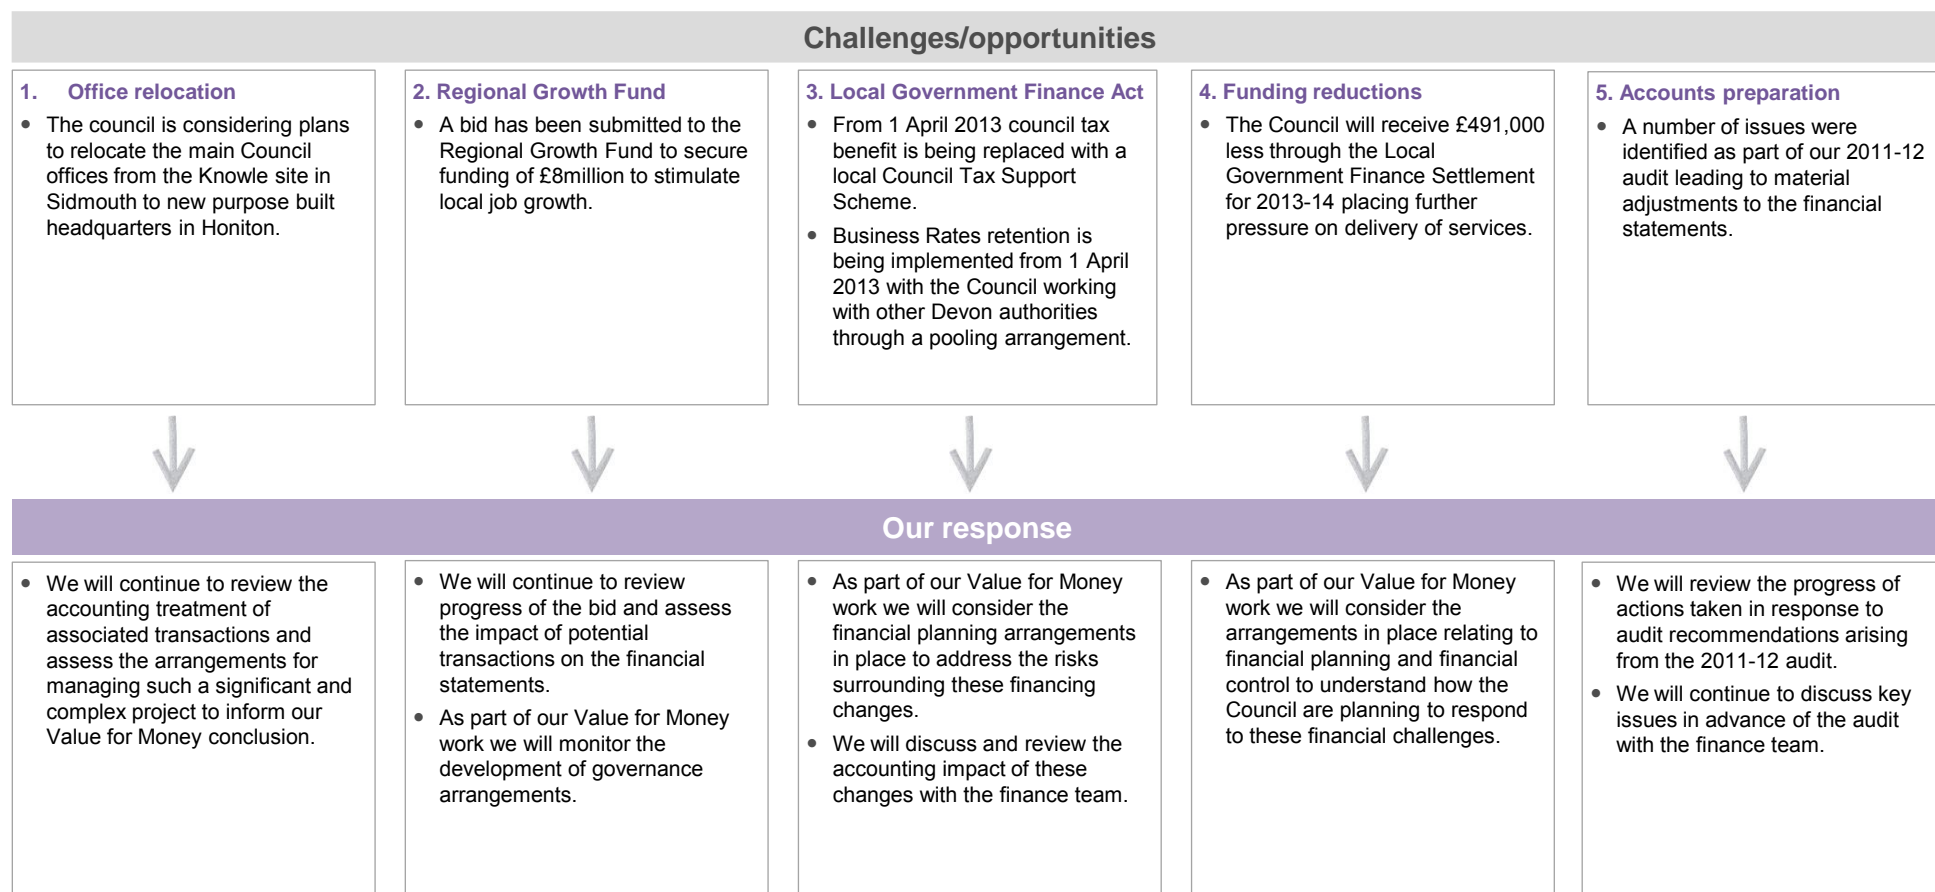 Challenges/opportunities
1. Office relocation
• The council is considering plans
to relocate the main Council
offices from the Knowle site in
Sidmouth to new purpose built
headquarters in Honiton.
2. Regional Growth Fund
• A bid has been submitted to the
Regional Growth Fund to secure
funding of £8million to stimulate
local job growth.
3. Local Government Finance Act
• From 1 April 2013 council tax
benefit is being replaced with a
local Council Tax Support
Scheme.
• Business Rates retention is
being implemented from 1 April
2013 with the Council working
with other Devon authorities
through a pooling arrangement.
4. Funding reductions
• The Council will receive £491,000
less through the Local
Government Finance Settlement
for 2013-14 placing further
pressure on delivery of services.
5. Accounts preparation
• A number of issues were
identified as part of our 2011-12
audit leading to material
adjustments to the financial
statements.
Our response
• We will continue to review the
accounting treatment of
associated transactions and
assess the arrangements for
managing such a significant and
complex project to inform our
Value for Money conclusion.
• We will continue to review
progress of the bid and assess
the impact of potential
transactions on the financial
statements.
• As part of our Value for Money
work we will monitor the
development of governance
arrangements.
• As part of our Value for Money
work we will consider the
financial planning arrangements
in place to address the risks
surrounding these financing
changes.
• We will discuss and review the
accounting impact of these
changes with the finance team.
• As part of our Value for Money
work we will consider the
arrangements in place relating to
financial planning and financial
control to understand how the
Council are planning to respond
to these financial challenges.
• We will review the progress of
actions taken in response to
audit recommendations arising
from the 2011-12 audit.
• We will continue to discuss key
issues in advance of the audit
with the finance team.